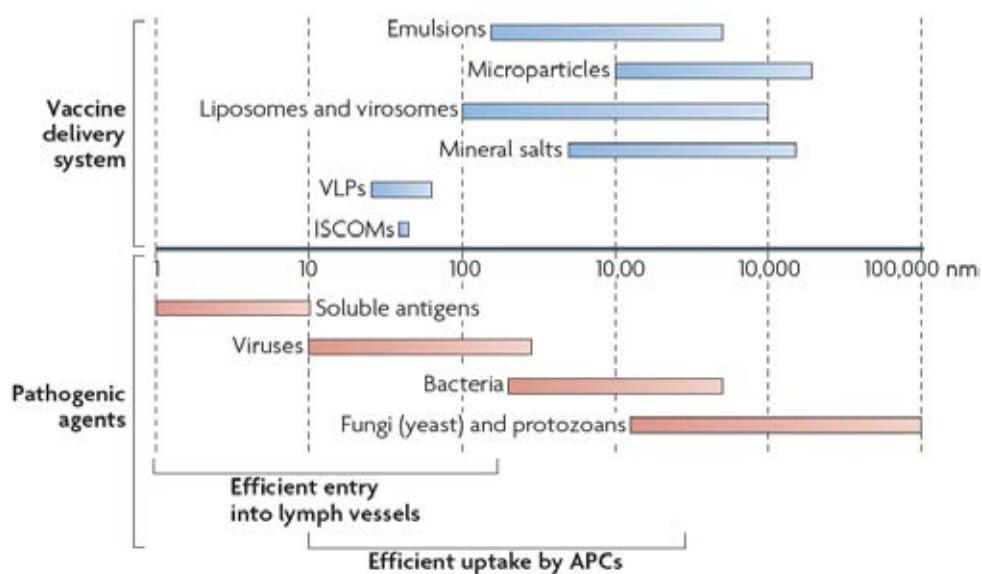 Emulsions
Microparticles
Vaccine
delivery
system
Liposomes and virosomes
Mineral salts
VLPs
ISCOMs
1
10
100
10,00
10,000
100,000 nm
Soluble antigens
Viruses
Pathogenic
agents
Bacteria
Fungi (yeast) and protozoans
Efficient entry
into lymph vessels
Efficient uptake by APCs